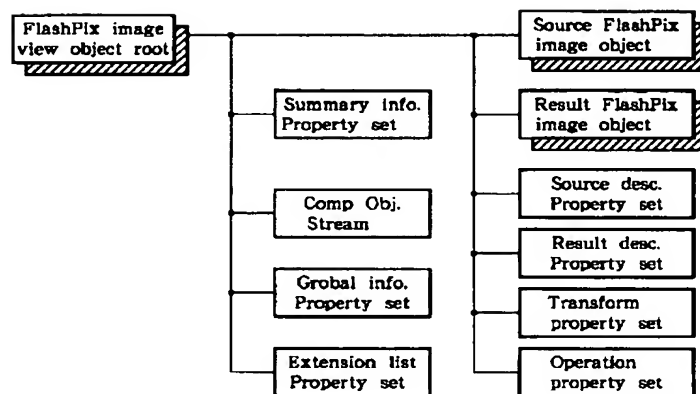 FlashPix image
view object root
Source FlashPix
image object
Summary info.
Property set
Result FlashPix
image object
Comp Obj.
Stream
Source desc.
Property set
Result desc.
Property set
Grobal info.
Property set
Transform
property set
Extension list
Property set
Operation
property set